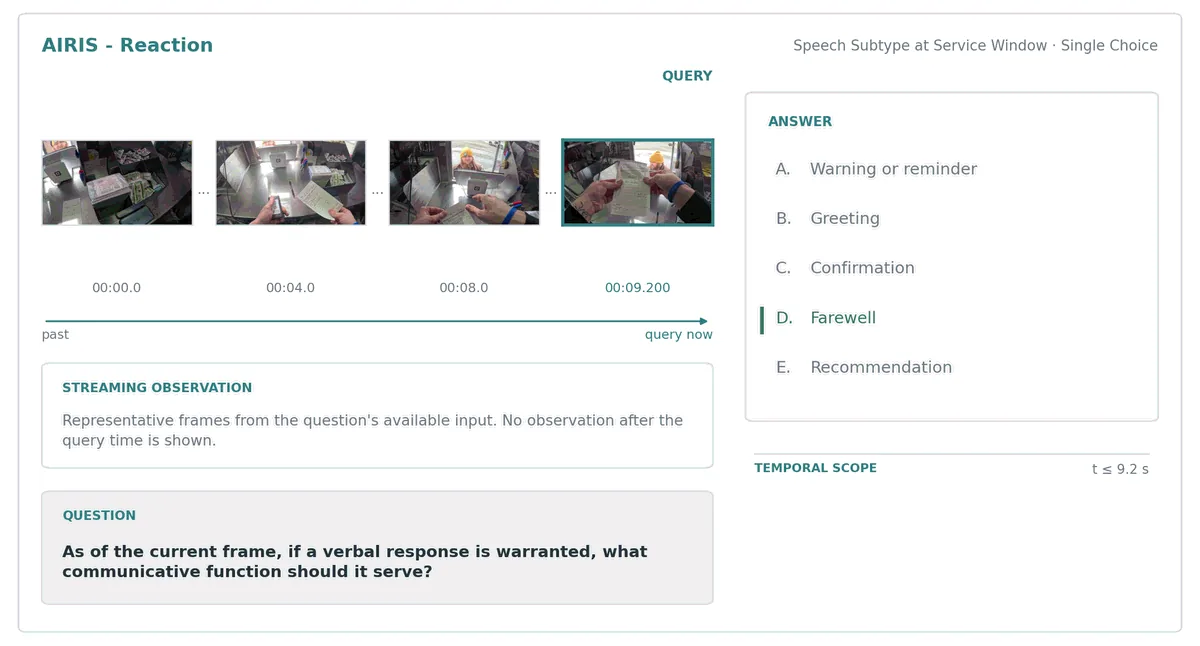 AIRIS - Reaction
Speech Subtype at Service Window · Single Choice
QUERY
...
...
...
00:00.0
00:04.0
00:08.0
00:09.200
past
query now
STREAMING OBSERVATION
Representative frames from the question's available input. No observation after the
query time is shown.
QUESTION
As of the current frame, if a verbal response is warranted, what
communicative function should it serve?
ANSWER
A. Warning or reminder
B. Greeting
C. Confirmation
D. Farewell
E. Recommendation
TEMPORAL SCOPE
t ≤ 9.2 s